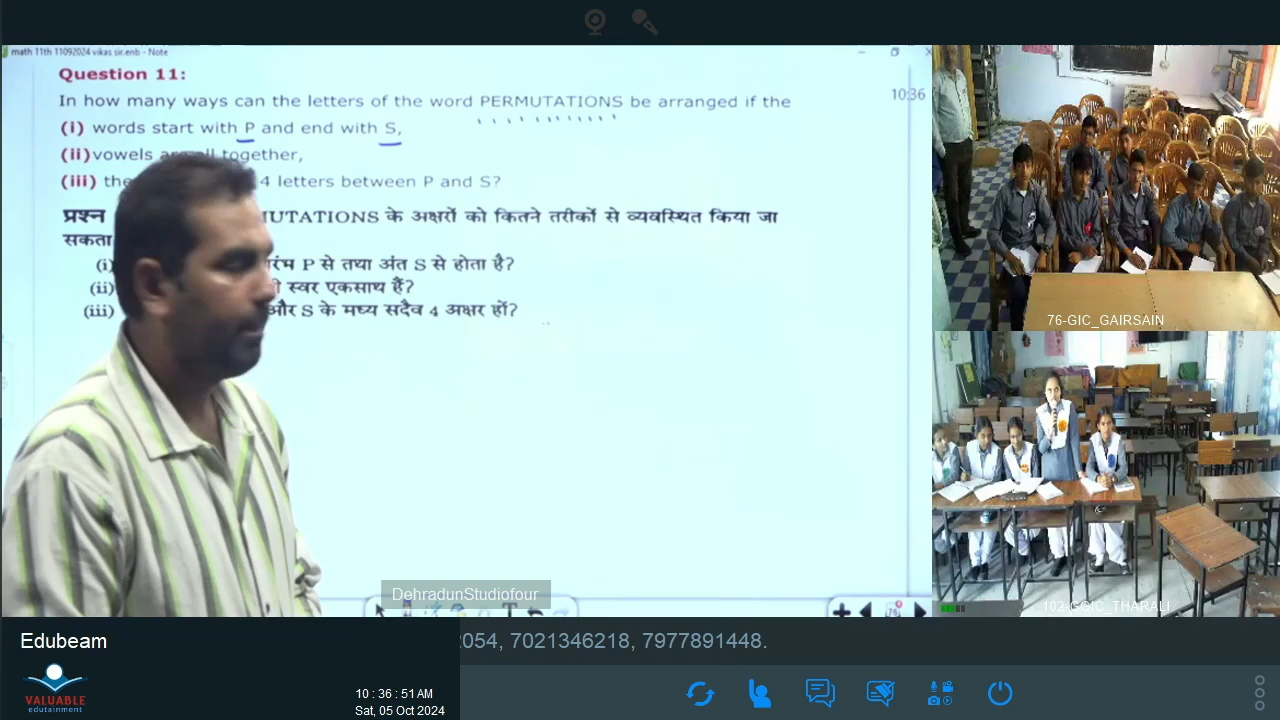 math 11th 11092024 vikas sir.enb - Note
Question 11:
10:36
In how many ways can the letters of the word PERMUTATIONS be arranged if the
(i) words start with P and end with S,
(ii) vowels are all together,
(iii) the 4 letters between P and S?
प्रश्न MUTATIONS के अक्षरों को कितने तरीकों से व्यवस्थित किया जा
सकता
(i) रंभ P से तथा अंत S से होता है?
(ii) स्वर एकसाथ हैं?
(iii) और S के मध्य सदैव 4 अक्षर हों?
76-GIC_GAIRSAIN
102-GGIC_THARALI
DehradunStudiofour
Edubeam
2054, 7021346218, 7977891448.
VALUABLE
edutainment
10 : 36 : 51 AM
Sat, 05 Oct 2024